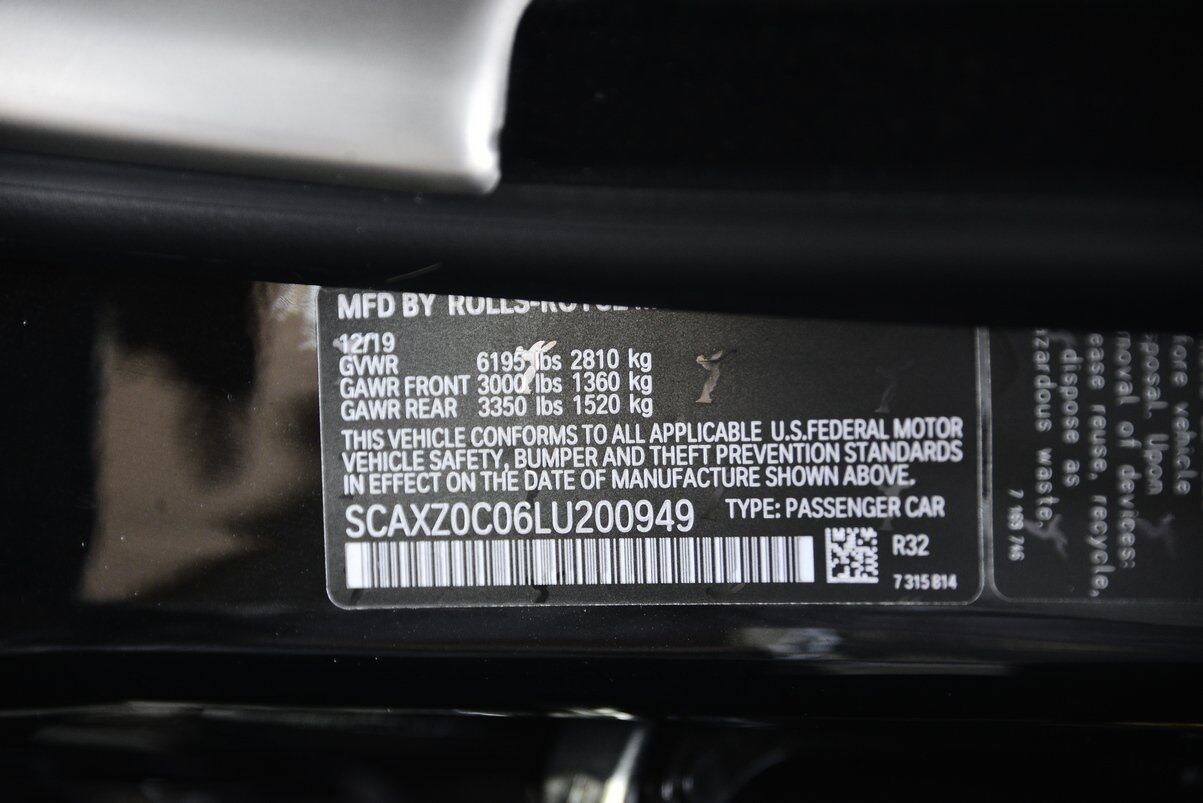 MFD BY ROLLS-ROYCE
12/19
GVWR 6195 lbs 2810 kg
GAWR FRONT 3000 lbs 1360 kg
GAWR REAR 3350 lbs 1520 kg
THIS VEHICLE CONFORMS TO ALL APPLICABLE U.S.FEDERAL MOTOR
VEHICLE SAFETY, BUMPER AND THEFT PREVENTION STANDARDS
IN EFFECT ON THE DATE OF MANUFACTURE SHOWN ABOVE.
SCAXZ0C06LU200949 TYPE: PASSENGER CAR
R32
7 315 814
fore vehicle
sposal. Upon
moval of devices:
ease reuse, recycle,
dispose as
zardous waste.
7 169 746